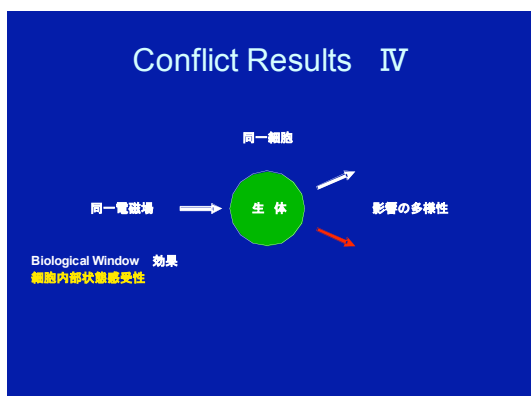 Conflict Results Ⅳ
同一細胞
同一電磁場
生 体
影響の多様性
Biological Window 効果
細胞内部状態感受性